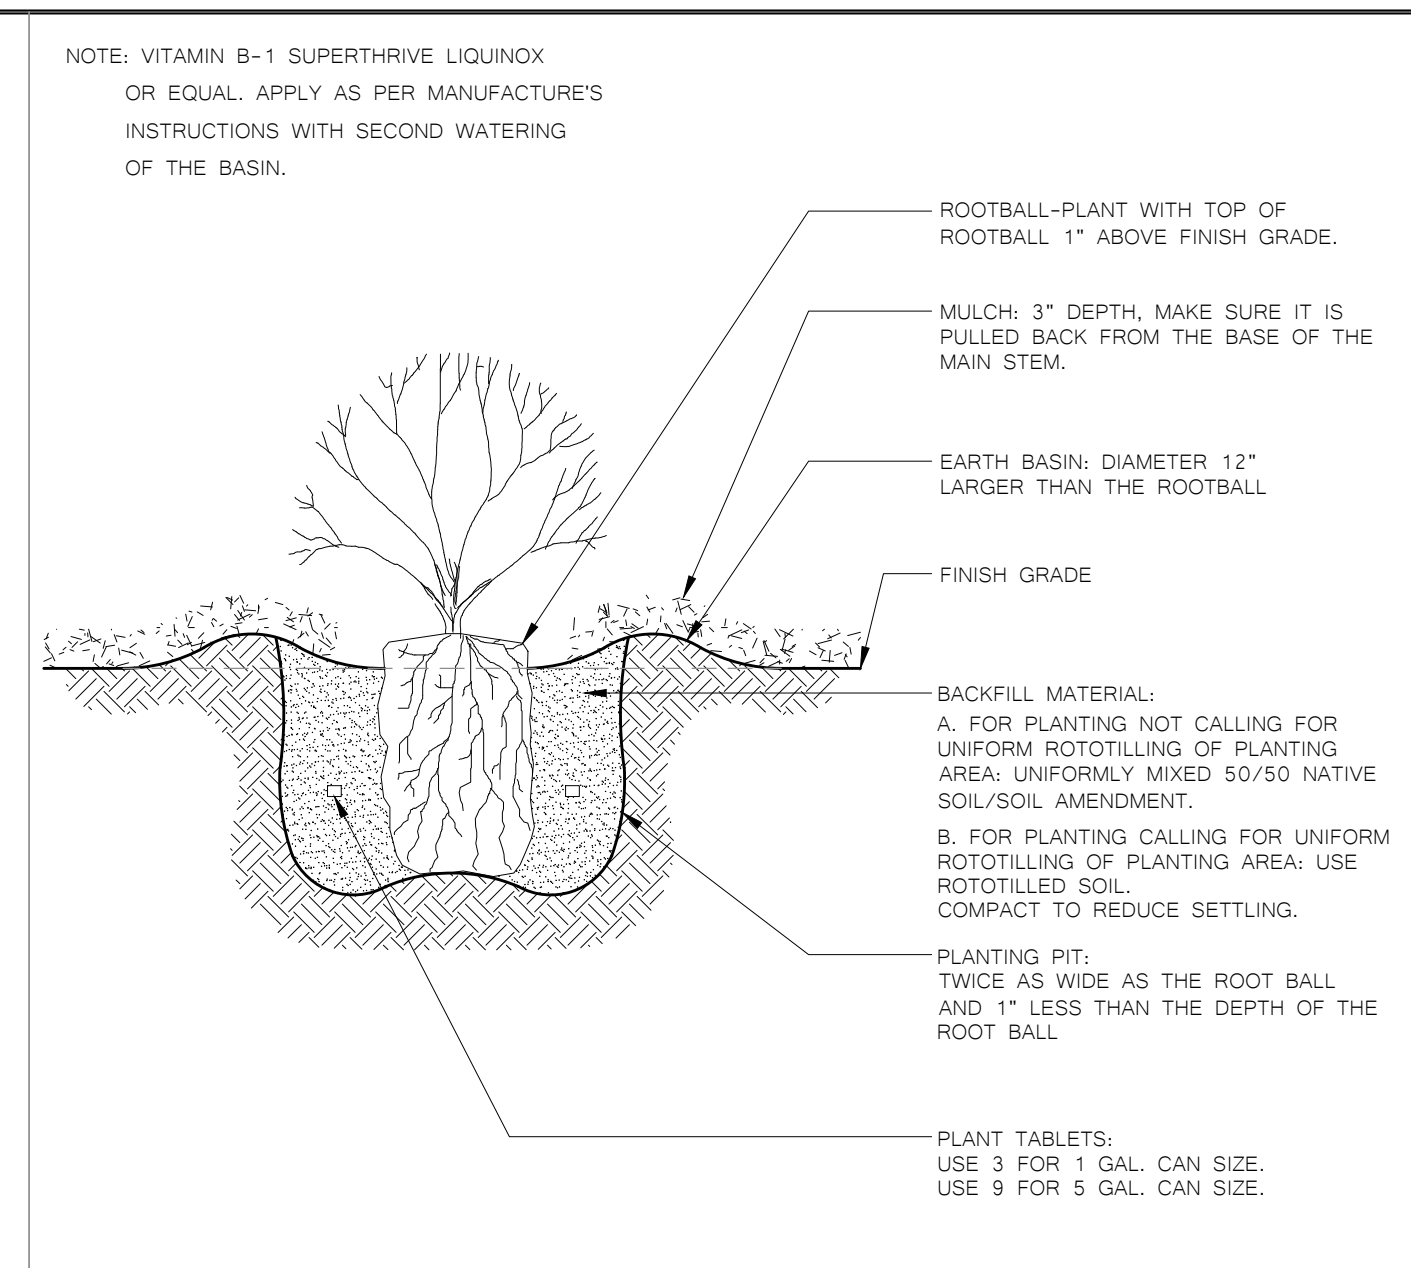 NOTE: VITAMIN B-1 SUPERTHRIVE LIQUINOX
OR EQUAL. APPLY AS PER MANUFACTURE'S
INSTRUCTIONS WITH SECOND WATERING
OF THE BASIN.
ROOTBALL-PLANT WITH TOP OF
ROOTBALL 1" ABOVE FINISH GRADE.
MULCH: 3" DEPTH, MAKE SURE IT IS
PULLED BACK FROM THE BASE OF THE
MAIN STEM.
EARTH BASIN: DIAMETER 12"
LARGER THAN THE ROOTBALL
FINISH GRADE
BACKFILL MATERIAL:
A. FOR PLANTING NOT CALLING FOR
UNIFORM ROTOTILLING OF PLANTING
AREA: UNIFORMLY MIXED 50/50 NATIVE
SOIL/SOIL AMENDMENT.
B. FOR PLANTING CALLING FOR UNIFORM
ROTOTILLING OF PLANTING AREA: USE
ROTOTILLED SOIL.
COMPACT TO REDUCE SETTLING.
PLANTING PIT:
TWICE AS WIDE AS THE ROOT BALL
AND 1" LESS THAN THE DEPTH OF THE
ROOT BALL
PLANT TABLETS:
USE 3 FOR 1 GAL. CAN SIZE.
USE 9 FOR 5 GAL. CAN SIZE.